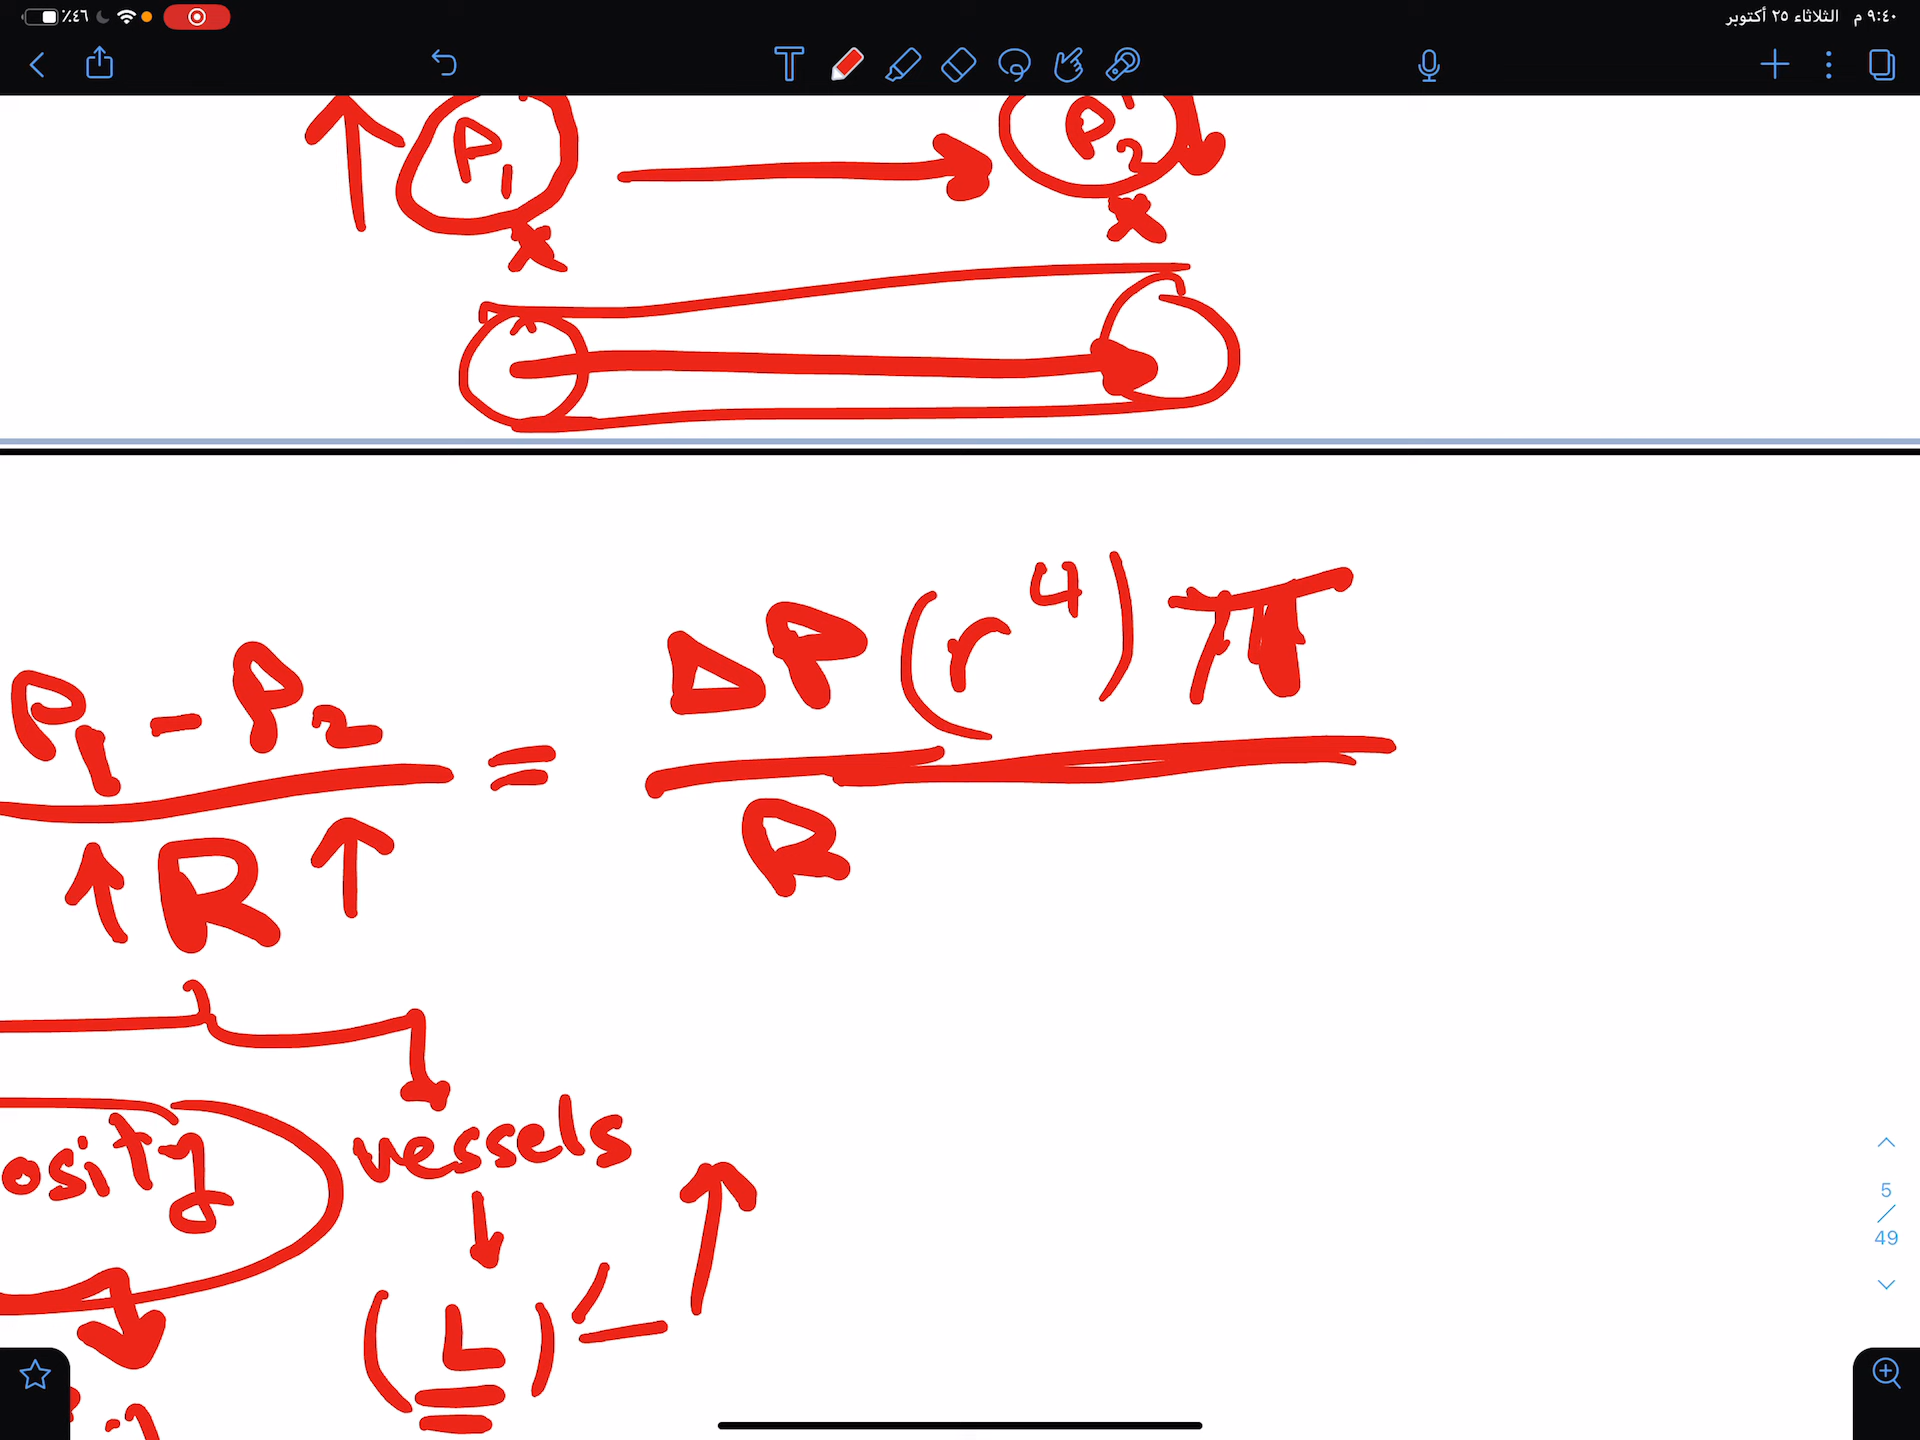 ٪٤٦
٩:٤٠ م الثلاثاء ٢٥ أكتوبر
T
P1
P2
P1 - P2 = ΔP(r⁴)π
↑ R ↑
R
osity
vessels
(L)
5
/
49